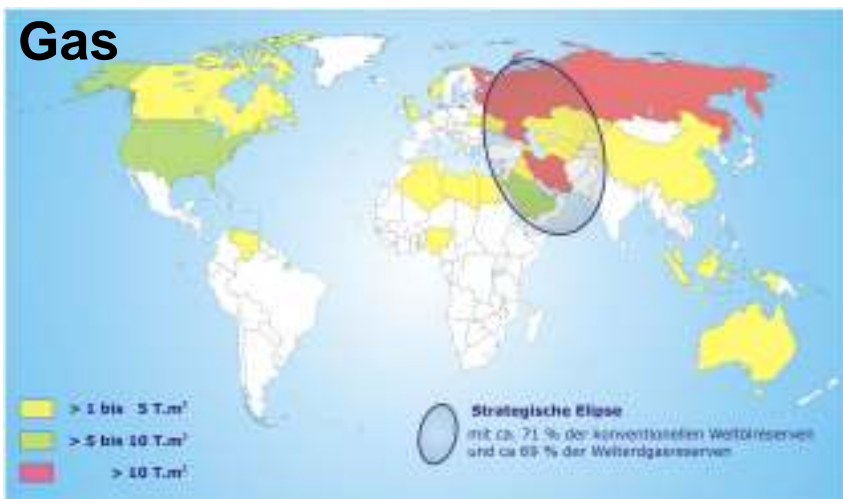 Gas
> 1 bis 5 T.m³
> 5 bis 10 T.m³
> 10 T.m³
Strategische Elipse
mit ca. 71 % der konventionellen Weltölreserven
und ca 69 % der Welterdgasreserven